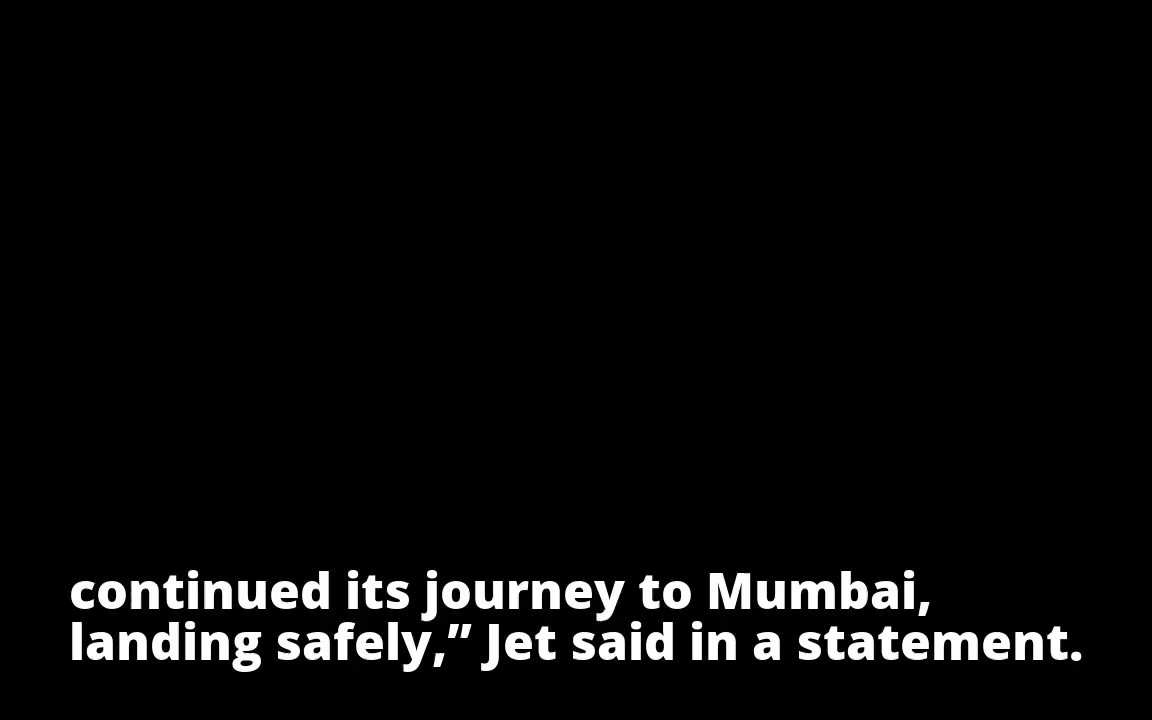 continued its journey to Mumbai,
landing safely,” Jet said in a statement.